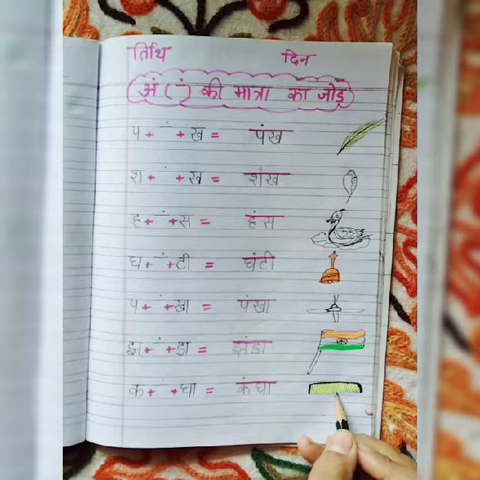 तिथि दिन
अं ( ं ) की मात्रा का जोड़
प + ं + ख = पंख
श + ं + ख = शंख
ह + ं + स = हंस
घ + ं + टी = घंटी
प + ं + खा = पंखा
झ + ं + डा = झंडा
क + ं + घा = कंघा